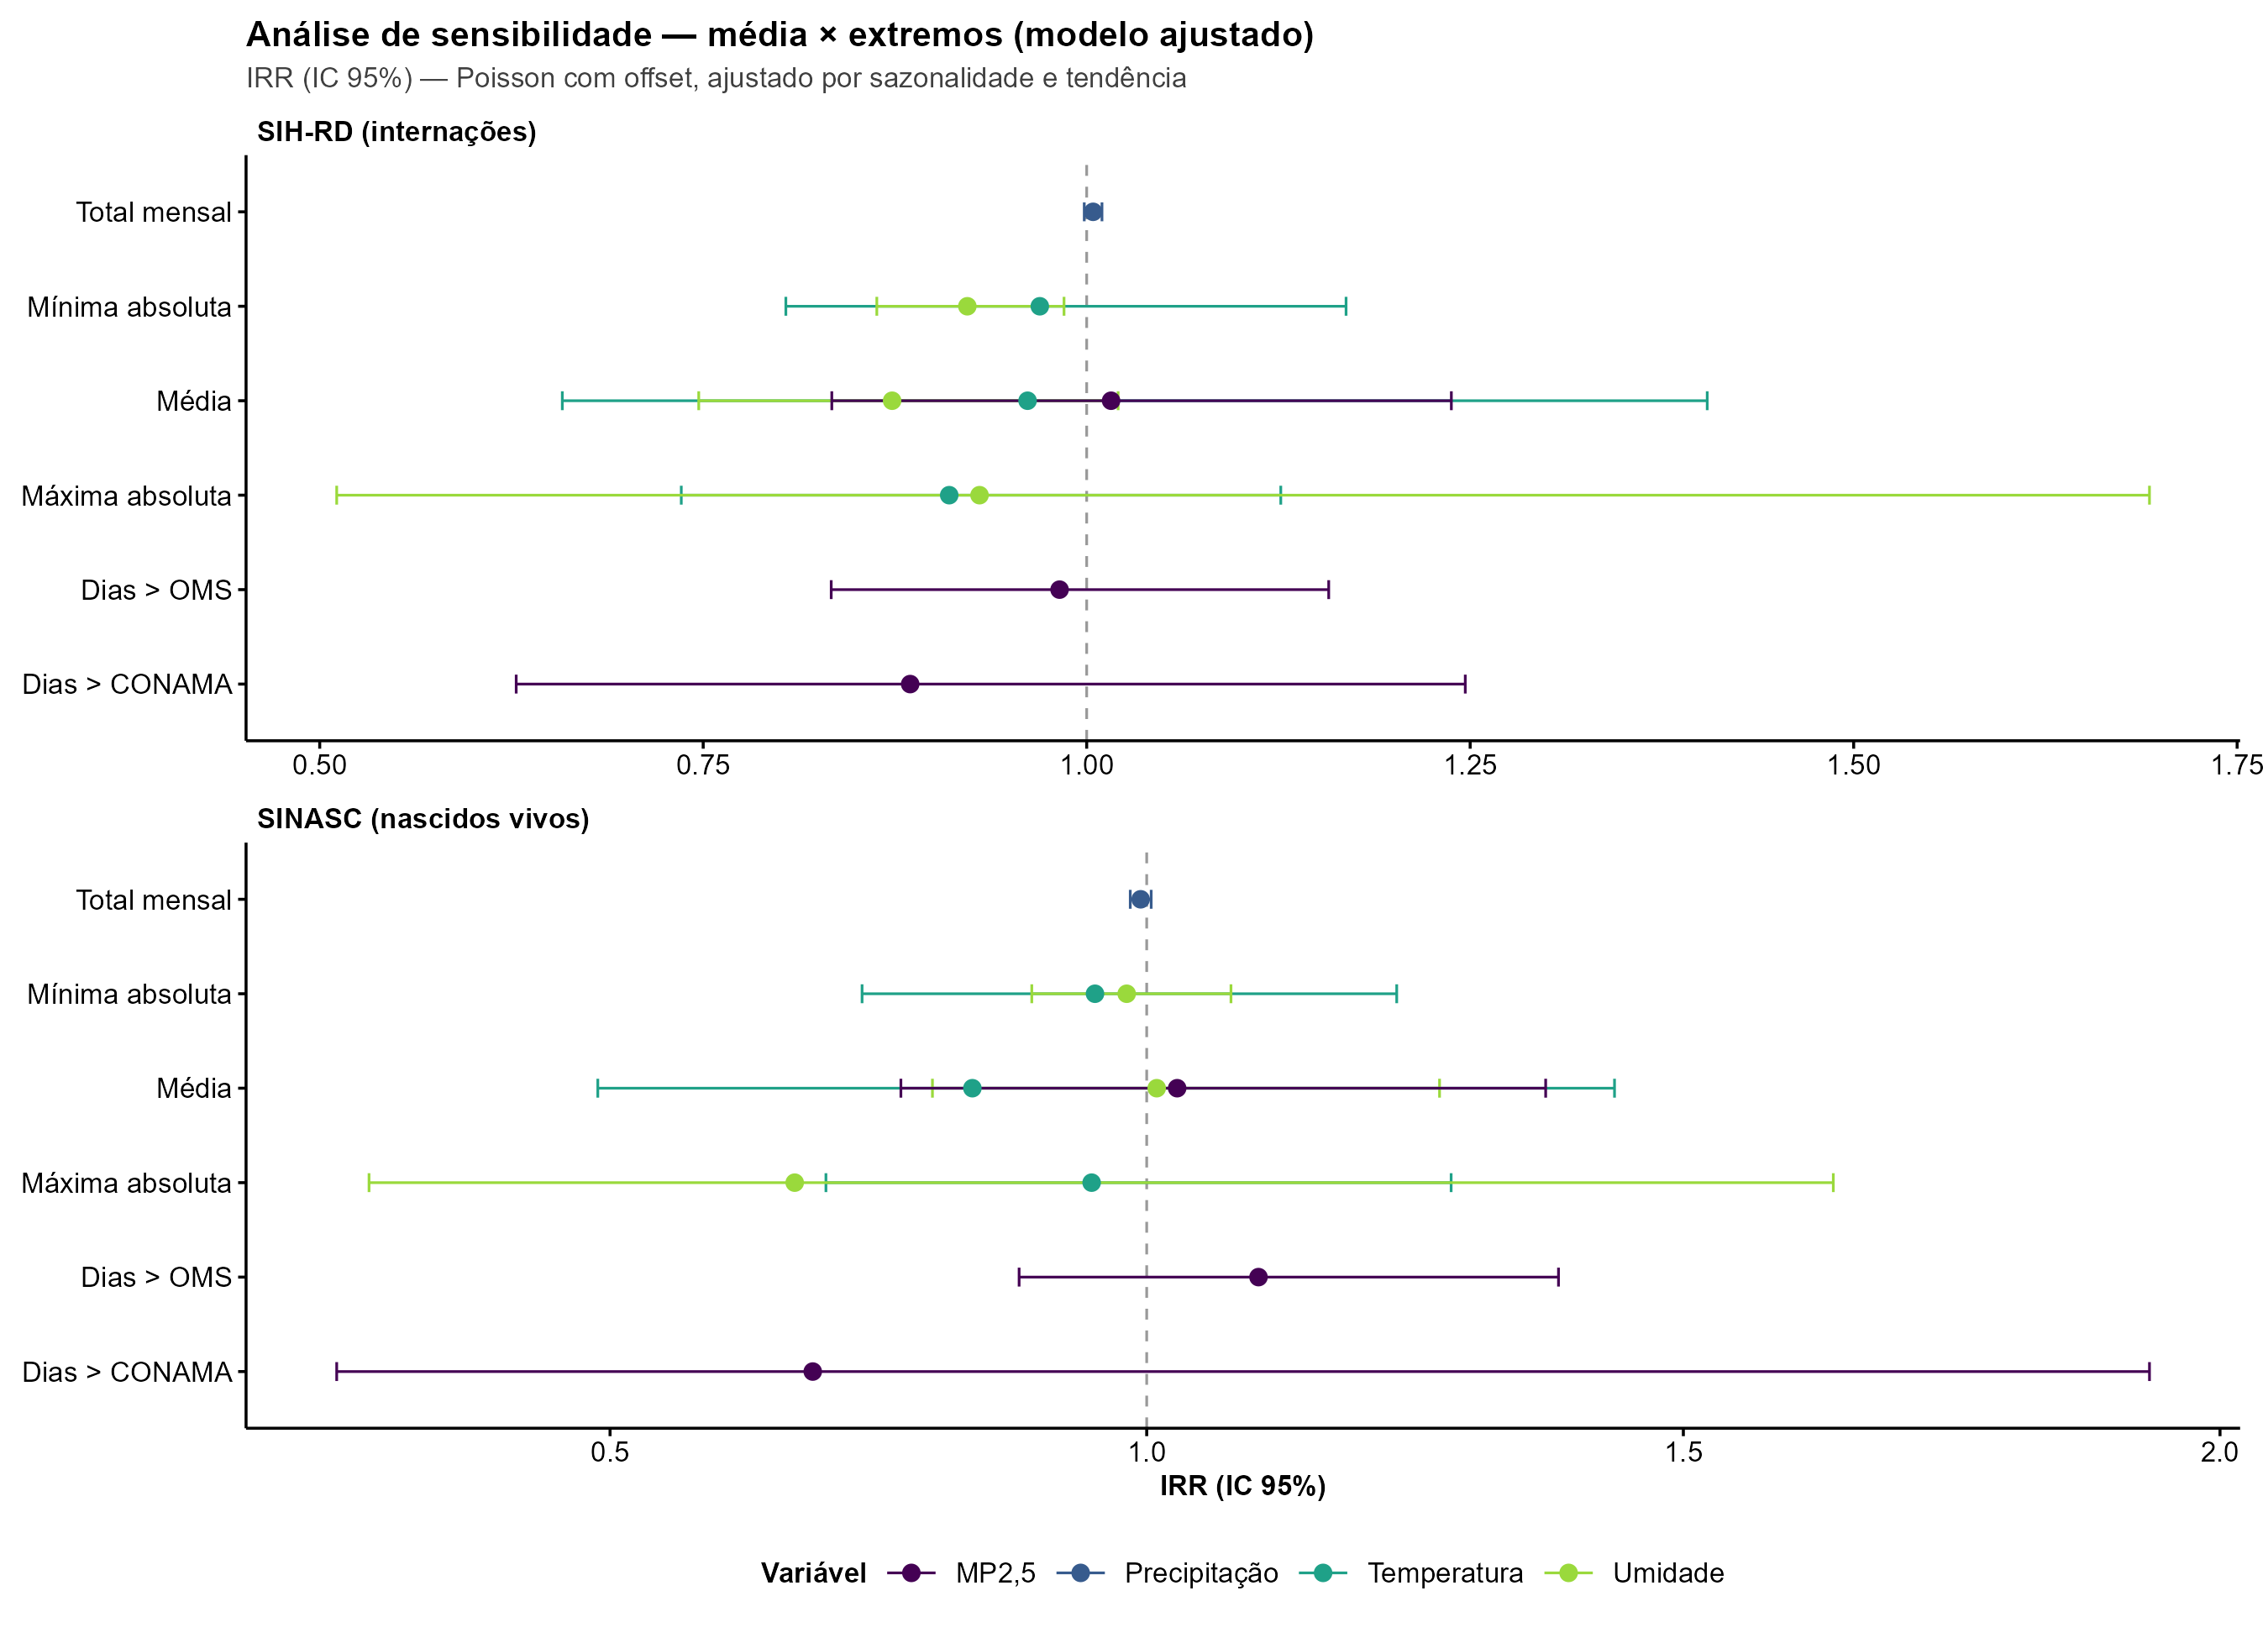 Análise de sensibilidade — média × extremos (modelo ajustado)
IRR (IC 95%) — Poisson com offset, ajustado por sazonalidade e tendência
SIH-RD (internações)
Total mensal
Mínima absoluta
Média
Máxima absoluta
Dias > OMS
Dias > CONAMA
0.50 0.75 1.00 1.25 1.50 1.75
SINASC (nascidos vivos)
Total mensal
Mínima absoluta
Média
Máxima absoluta
Dias > OMS
Dias > CONAMA
0.5 1.0 1.5 2.0
IRR (IC 95%)
Variável MP2,5 Precipitação Temperatura Umidade